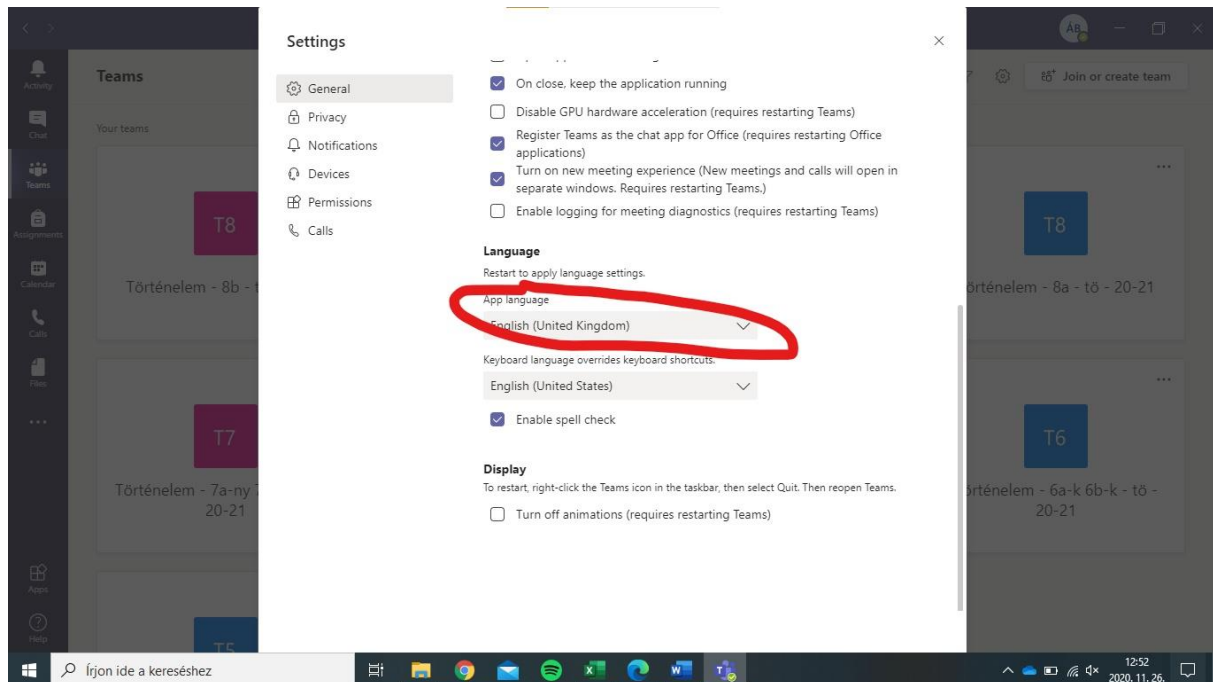 ÁB
Settings
Activity
Teams
General
On close, keep the application running
Join or create team
Chat
Your teams
Privacy
Disable GPU hardware acceleration (requires restarting Teams)
Notifications
Register Teams as the chat app for Office (requires restarting Office
applications)
Teams
Devices
Turn on new meeting experience (New meetings and calls will open in
separate windows. Requires restarting Teams.)
Permissions
Enable logging for meeting diagnostics (requires restarting Teams)
Assignments
T8
Calls
T8
Language
Restart to apply language settings.
Calendar
Történelem - 8b - t
App language
örténelem - 8a - tö - 20-21
Calls
English (United Kingdom)
Keyboard language overrides keyboard shortcuts.
Files
English (United States)
Enable spell check
T7
T6
Display
Történelem - 7a-ny
20-21
To restart, right-click the Teams icon in the taskbar, then select Quit. Then reopen Teams.
örténelem - 6a-k 6b-k - tö -
20-21
Turn off animations (requires restarting Teams)
Apps
Help
T5
Írjon ide a kereséshez
12:52
2020. 11. 26.